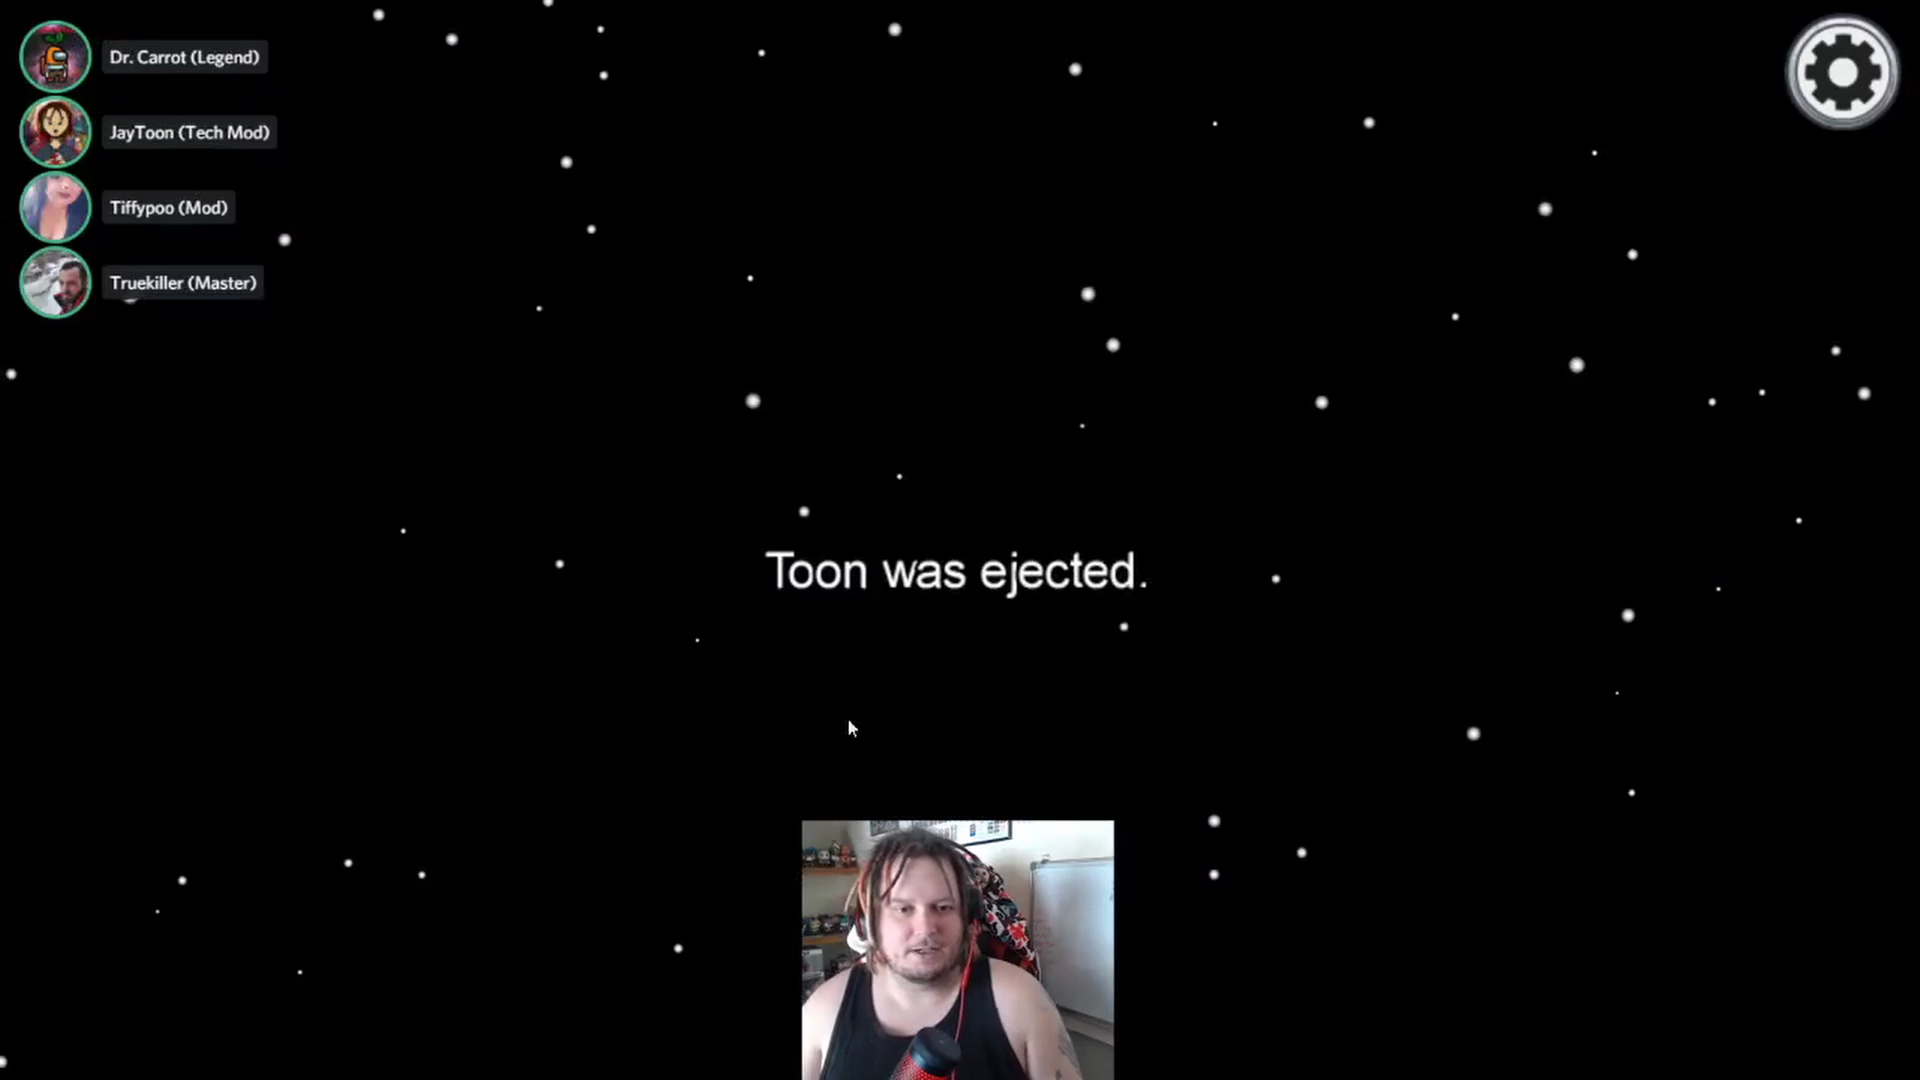 Dr. Carrot (Legend)
JayToon (Tech Mod)
Tiffypoo (Mod)
Truekiller (Master)
Toon was ejected.